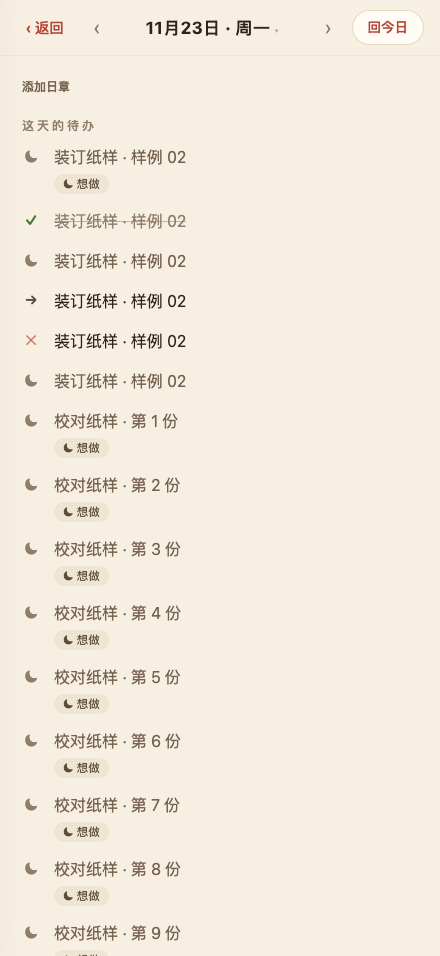 ‹ 返回 ‹ 11月23日 · 周一 › 回今日
添加日章
这天的待办
装订纸样 · 样例 02
想做
装订纸样 · 样例 02
装订纸样 · 样例 02
装订纸样 · 样例 02
装订纸样 · 样例 02
装订纸样 · 样例 02
校对纸样 · 第 1 份
想做
校对纸样 · 第 2 份
想做
校对纸样 · 第 3 份
想做
校对纸样 · 第 4 份
想做
校对纸样 · 第 5 份
想做
校对纸样 · 第 6 份
想做
校对纸样 · 第 7 份
想做
校对纸样 · 第 8 份
想做
校对纸样 · 第 9 份